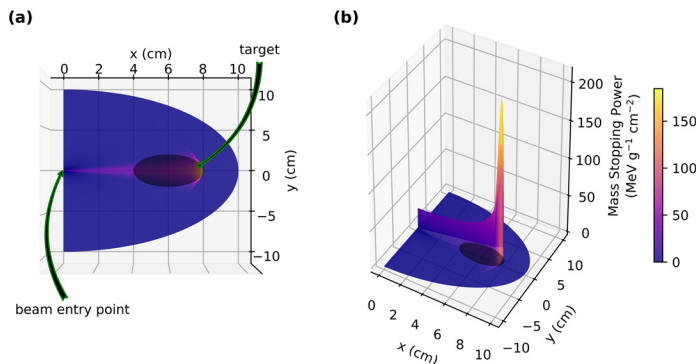 (a)
target
x (cm)
0 2 4 6 8 10
10
5
0
−5
−10
y (cm)
beam entry point
(b)
200
150
100
50
0
Mass Stopping Power
(MeV g⁻¹ cm⁻²)
150
100
50
0
10
5
0
−5
−10
y (cm)
0 2 4 6 8 10
x (cm)